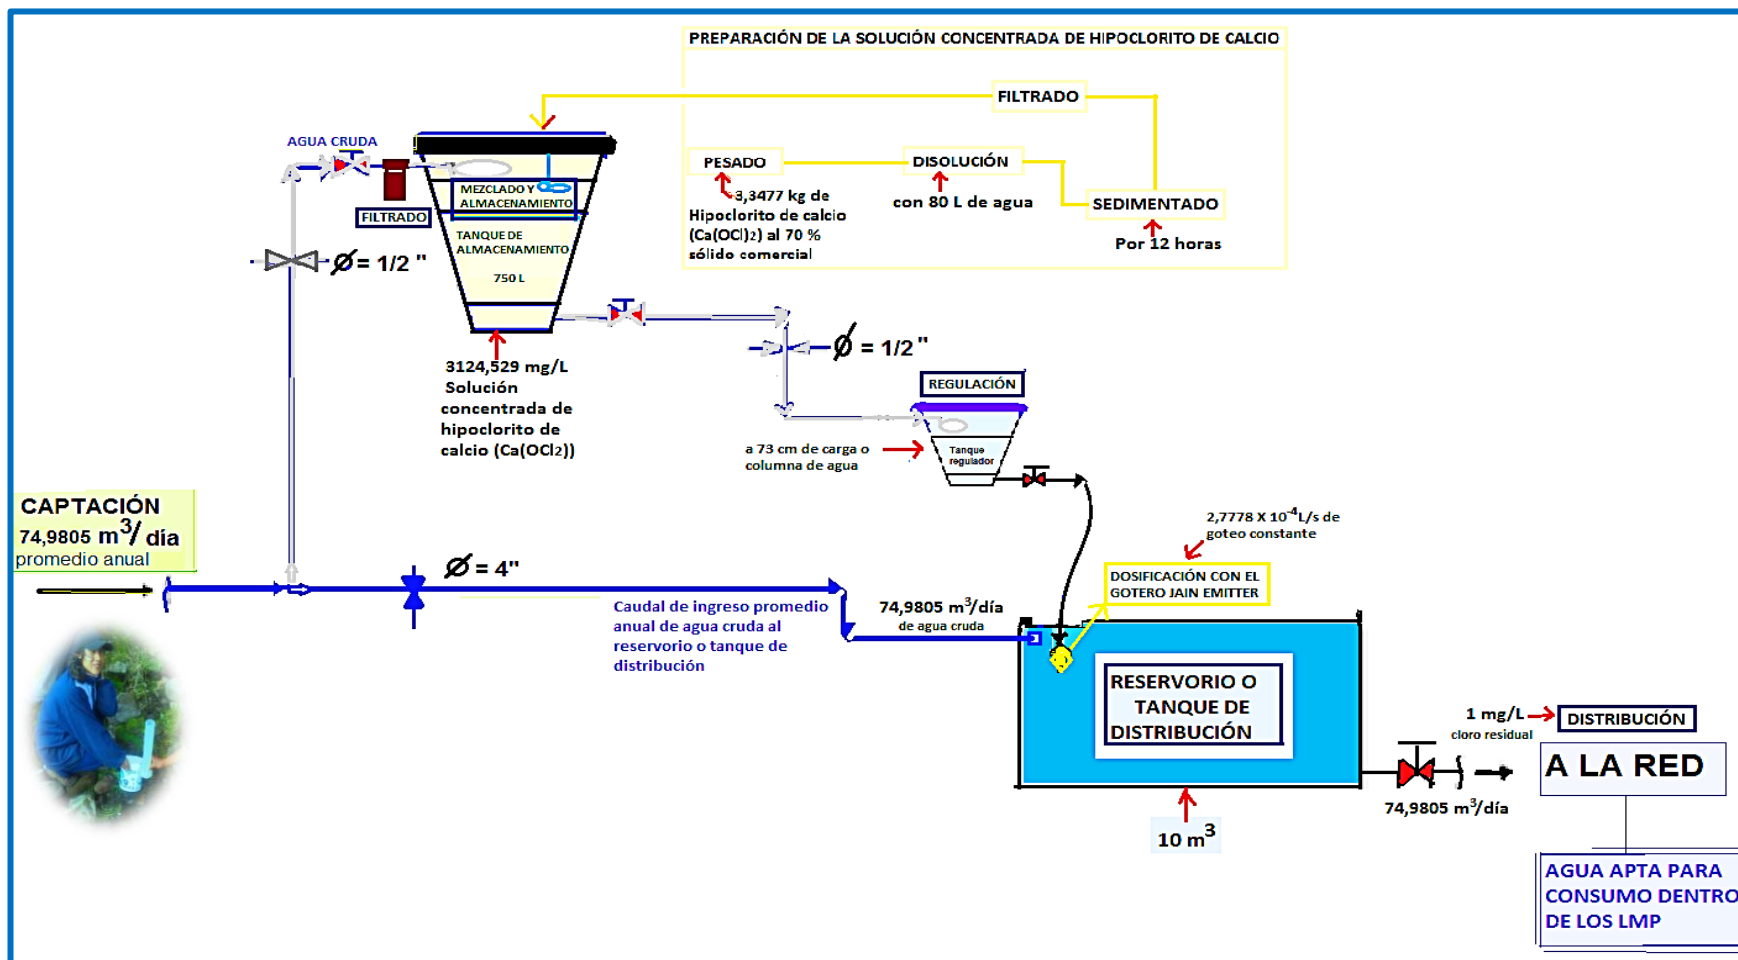 PREPARACIÓN DE LA SOLUCIÓN CONCENTRADA DE HIPOCLORITO DE CALCIO
FILTRADO
PESADO
DISOLUCIÓN
SEDIMENTADO
3,3477 kg de
Hipoclorito de calcio
(Ca(OCl)2) al 70 %
sólido comercial
con 80 L de agua
Por 12 horas
AGUA CRUDA
FILTRADO
MEZCLADO Y
ALMACENAMIENTO
TANQUE DE
ALMACENAMIENTO
750 L
Ø = 1/2 "
Ø = 1/2 "
3124,529 mg/L
Solución
concentrada de
hipoclorito de
calcio (Ca(OCl2))
REGULACIÓN
a 73 cm de carga o
columna de agua
Tanque
regulador
CAPTACIÓN
74,9805 m3/ día
promedio anual
Ø = 4"
Caudal de ingreso promedio
anual de agua cruda al
reservorio o tanque de
distribución
74,9805 m3/día
de agua cruda
2,7778 X 10-4L/s de
goteo constante
DOSIFICACIÓN CON EL
GOTERO JAIN EMITTER
RESERVORIO O
TANQUE DE
DISTRIBUCIÓN
10 m3
1 mg/L
cloro residual
DISTRIBUCIÓN
A LA RED
74,9805 m3/día
AGUA APTA PARA
CONSUMO DENTRO
DE LOS LMP